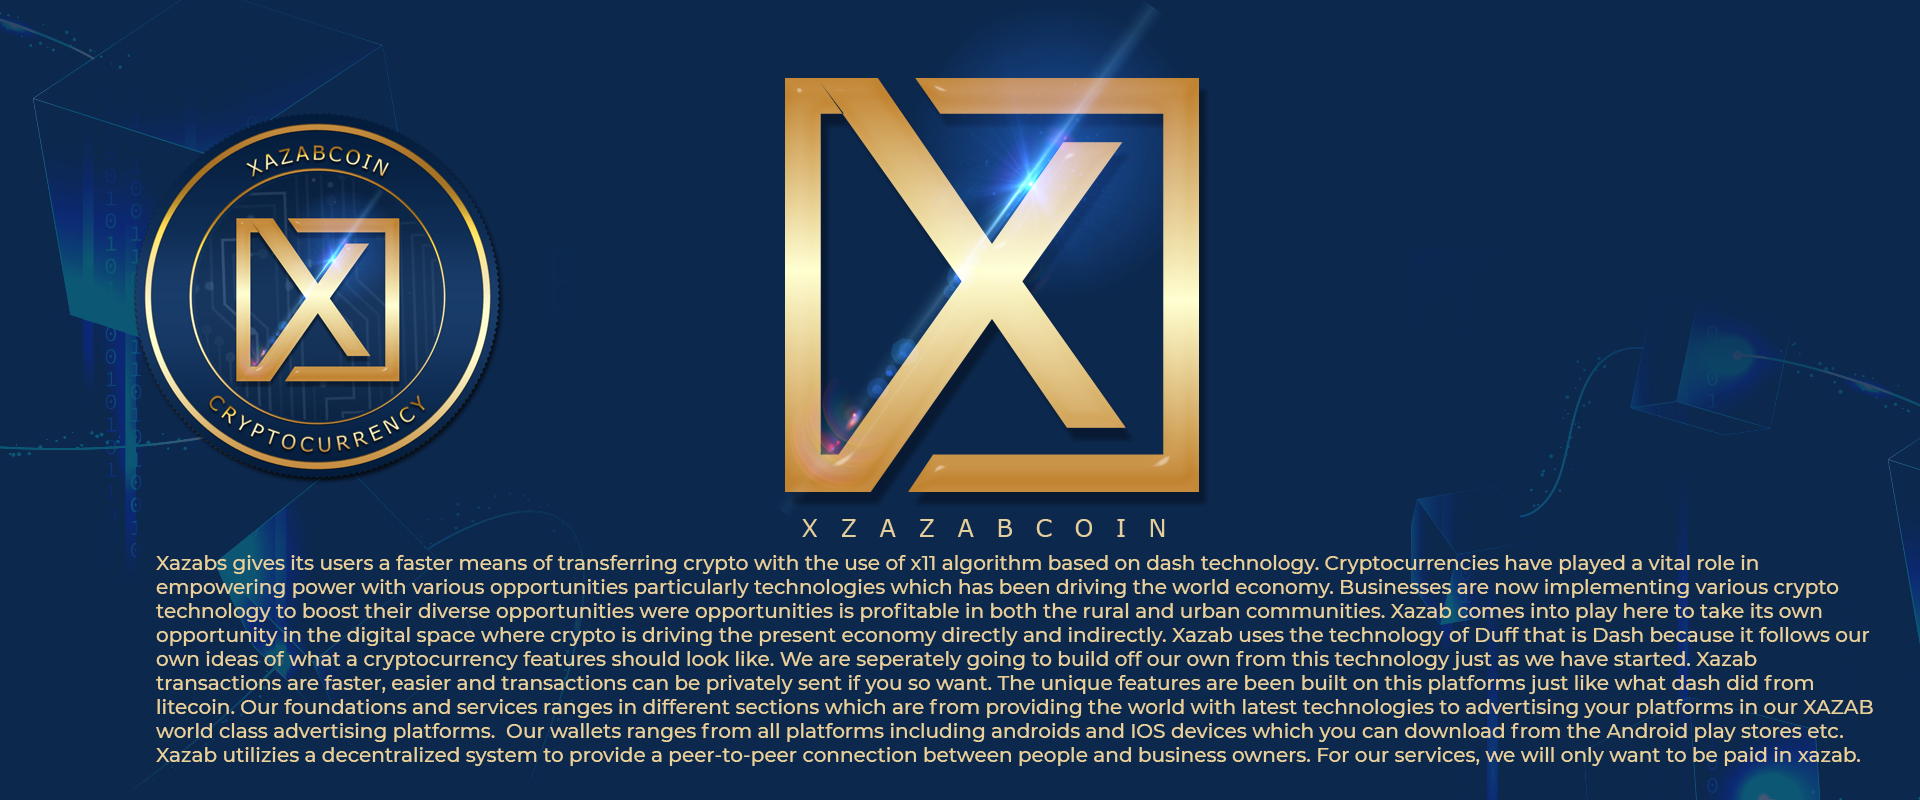 XAZABCOIN
CRYPTOCURRENCY
XZAZABCOIN
Xazabs gives its users a faster means of transferring crypto with the use of x11 algorithm based on dash technology. Cryptocurrencies have played a vital role in
empowering power with various opportunities particularly technologies which has been driving the world economy. Businesses are now implementing various crypto
technology to boost their diverse opportunities were opportunities is profitable in both the rural and urban communities. Xazab comes into play here to take its own
opportunity in the digital space where crypto is driving the present economy directly and indirectly. Xazab uses the technology of Duff that is Dash because it follows our
own ideas of what a cryptocurrency features should look like. We are seperately going to build off our own from this technology just as we have started. Xazab
transactions are faster, easier and transactions can be privately sent if you so want. The unique features are been built on this platforms just like what dash did from
litecoin. Our foundations and services ranges in different sections which are from providing the world with latest technologies to advertising your platforms in our XAZAB
world class advertising platforms.  Our wallets ranges from all platforms including androids and IOS devices which you can download from the Android play stores etc.
Xazab utilizies a decentralized system to provide a peer-to-peer connection between people and business owners. For our services, we will only want to be paid in xazab.